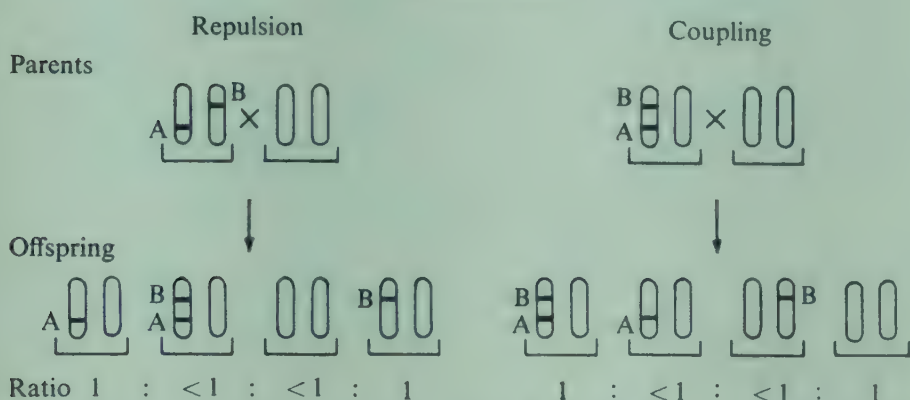 Repulsion
Coupling
Parents
A B ×
B A ×
Offspring
A B A B
B A A B
Ratio 1 : <1 : <1 : 1
1 : <1 : <1 : 1